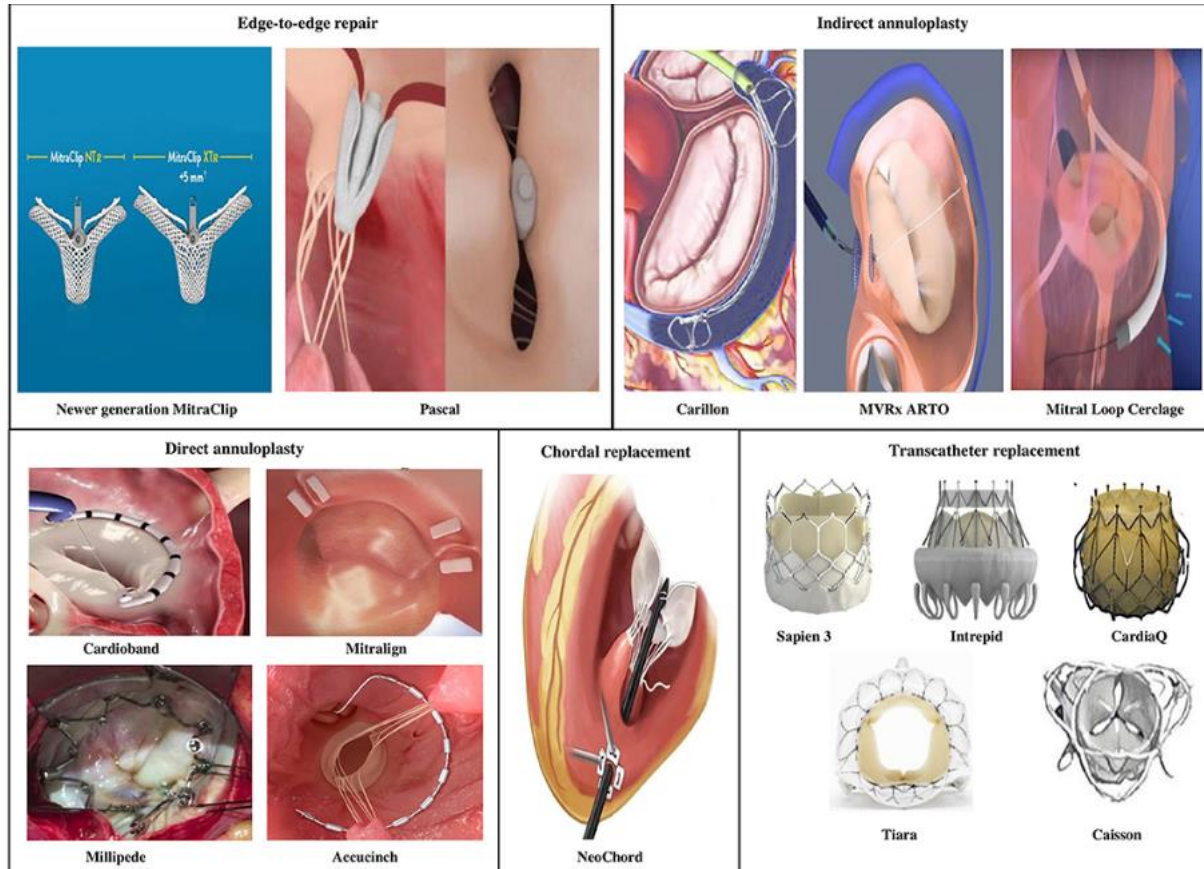 Edge-to-edge repair
MitraClip NTR
MitraClip XTR
+5 mm¹
Newer generation MitraClip
Pascal
Indirect annuloplasty
Carillon
MVRx ARTO
Mitral Loop Cerclage
Direct annuloplasty
Cardioband
Mitralign
Millipede
Accucinch
Chordal replacement
NeoChord
Transcatheter replacement
Sapien 3
Intrepid
CardiaQ
Tiara
Caisson